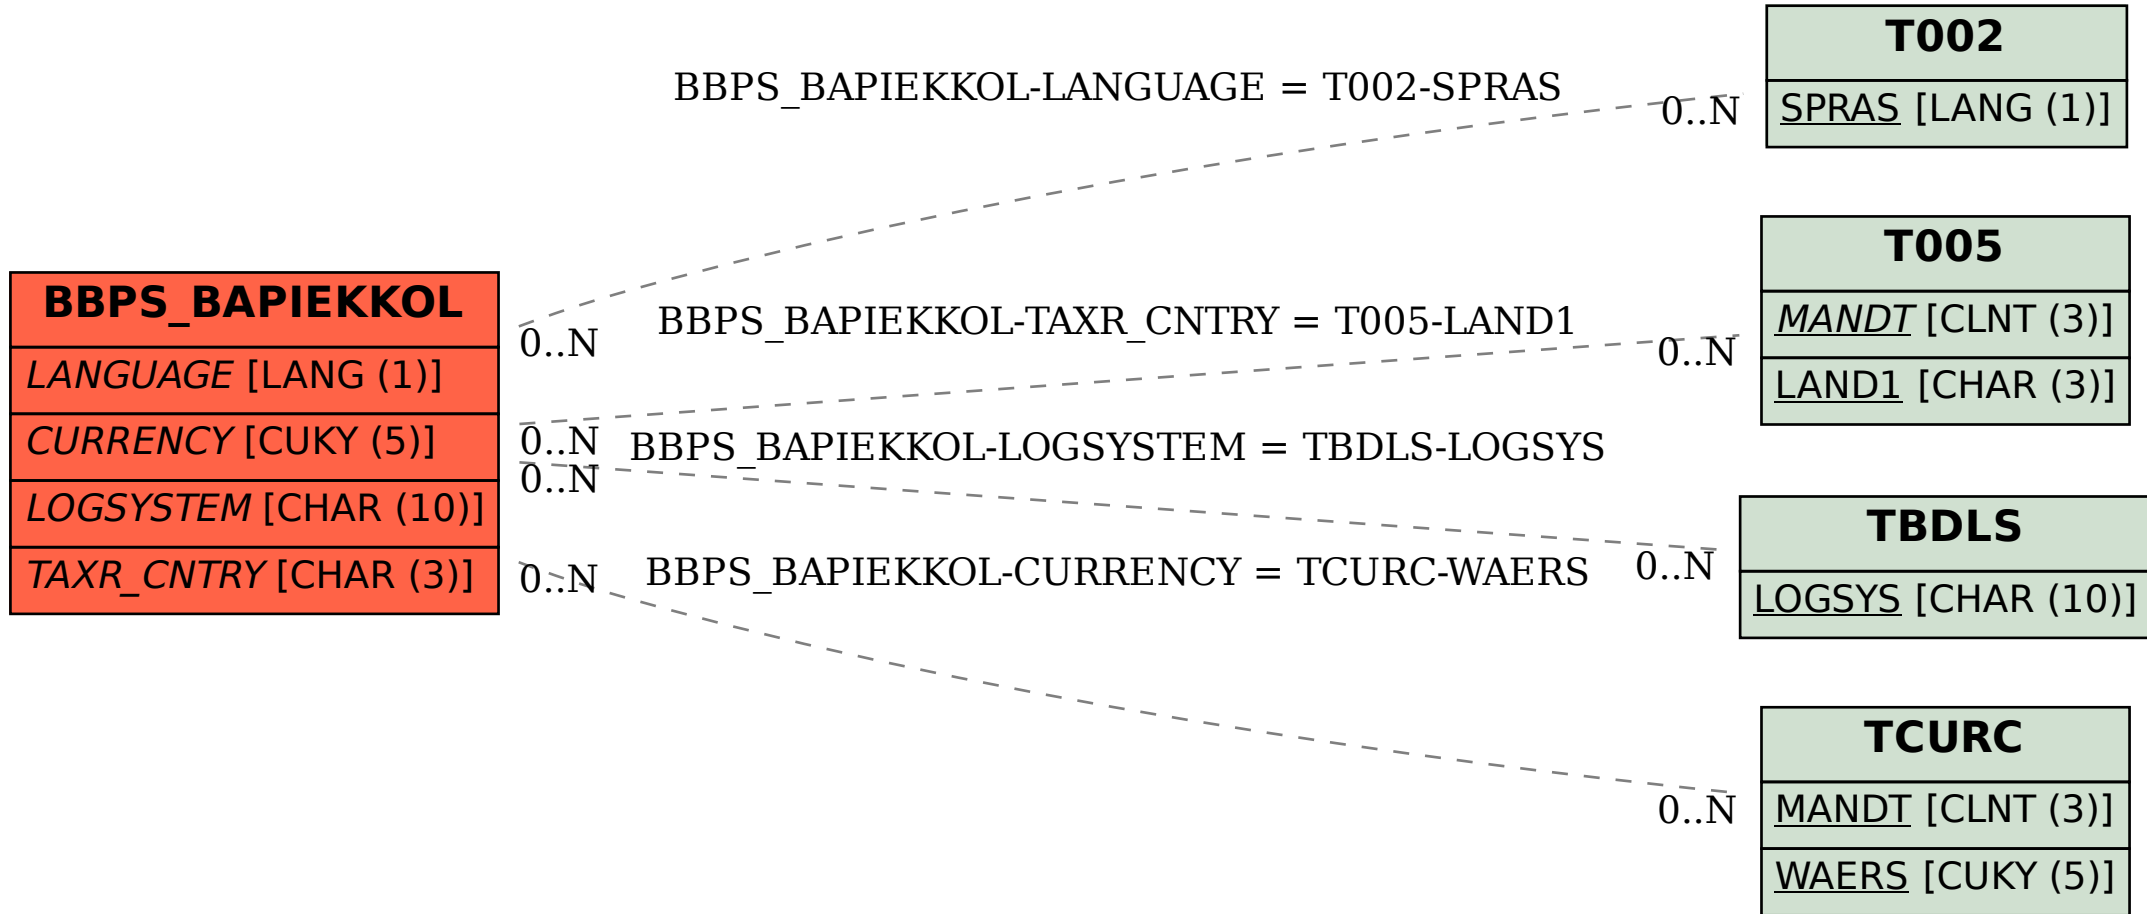 BBPS_BAPIEKKOL
LANGUAGE [LANG (1)]
CURRENCY [CUKY (5)]
LOGSYSTEM [CHAR (10)]
TAXR_CNTRY [CHAR (3)]
BBPS_BAPIEKKOL-LANGUAGE = T002-SPRAS
0..N
0..N
BBPS_BAPIEKKOL-TAXR_CNTRY = T005-LAND1
0..N
0..N
BBPS_BAPIEKKOL-LOGSYSTEM = TBDLS-LOGSYS
0..N
0..N
BBPS_BAPIEKKOL-CURRENCY = TCURC-WAERS
0..N
0..N
T002
SPRAS [LANG (1)]
T005
MANDT [CLNT (3)]
LAND1 [CHAR (3)]
TBDLS
LOGSYS [CHAR (10)]
TCURC
MANDT [CLNT (3)]
WAERS [CUKY (5)]